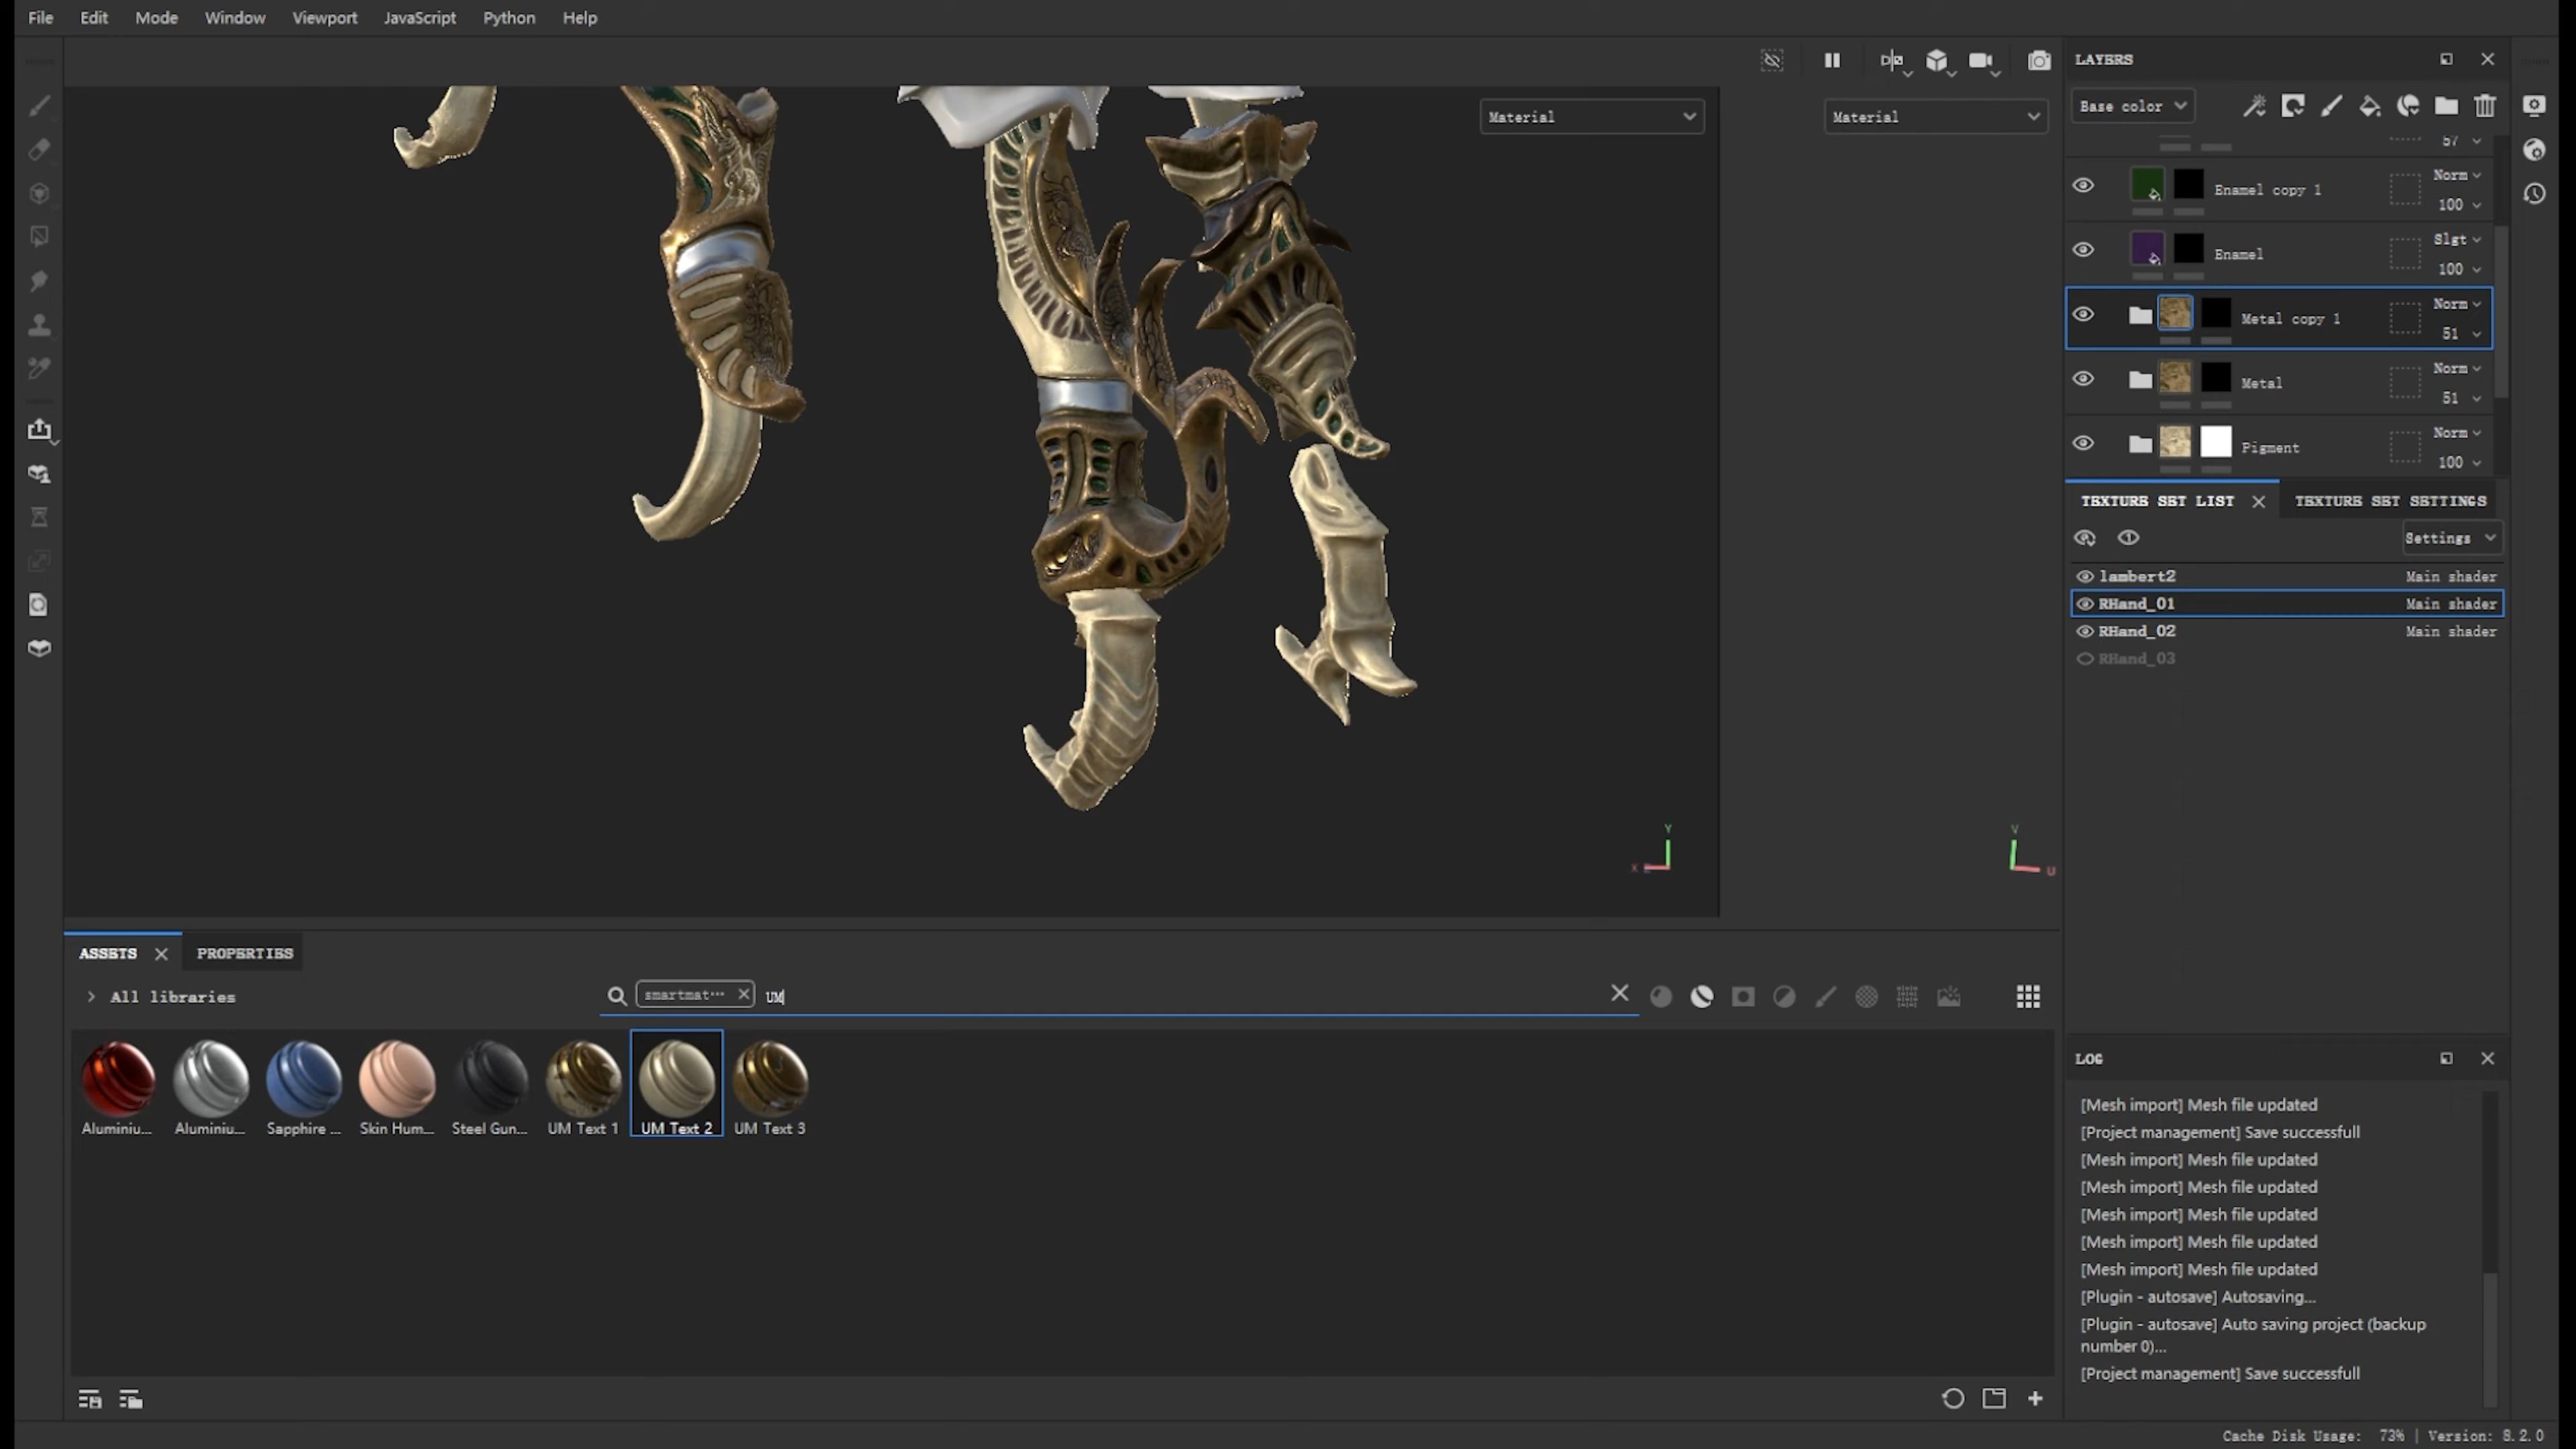 File Edit Mode Window Viewport JavaScript Python Help
Material
Material
LAYERS
Base color
57
Enamel copy 1
Norm
100
Enamel
Slgt
100
Metal copy 1
Norm
51
Metal
Norm
51
Pigment
Norm
100
TEXTURE SET LIST
TEXTURE SET SETTINGS
Settings
lambert2 Main shader
RHand_01 Main shader
RHand_02 Main shader
RHand_03
Y
X
V
U
ASSETS
PROPERTIES
All libraries
smartmat···
UM
Aluminiu...
Aluminiu...
Sapphire ...
Skin Hum...
Steel Gun...
UM Text 1
UM Text 2
UM Text 3
LOG
[Mesh import] Mesh file updated
[Project management] Save successfull
[Mesh import] Mesh file updated
[Mesh import] Mesh file updated
[Mesh import] Mesh file updated
[Mesh import] Mesh file updated
[Mesh import] Mesh file updated
[Plugin - autosave] Autosaving...
[Plugin - autosave] Auto saving project (backup
number 0)...
[Project management] Save successfull
Cache Disk Usage: 73% | Version: 8.2.0